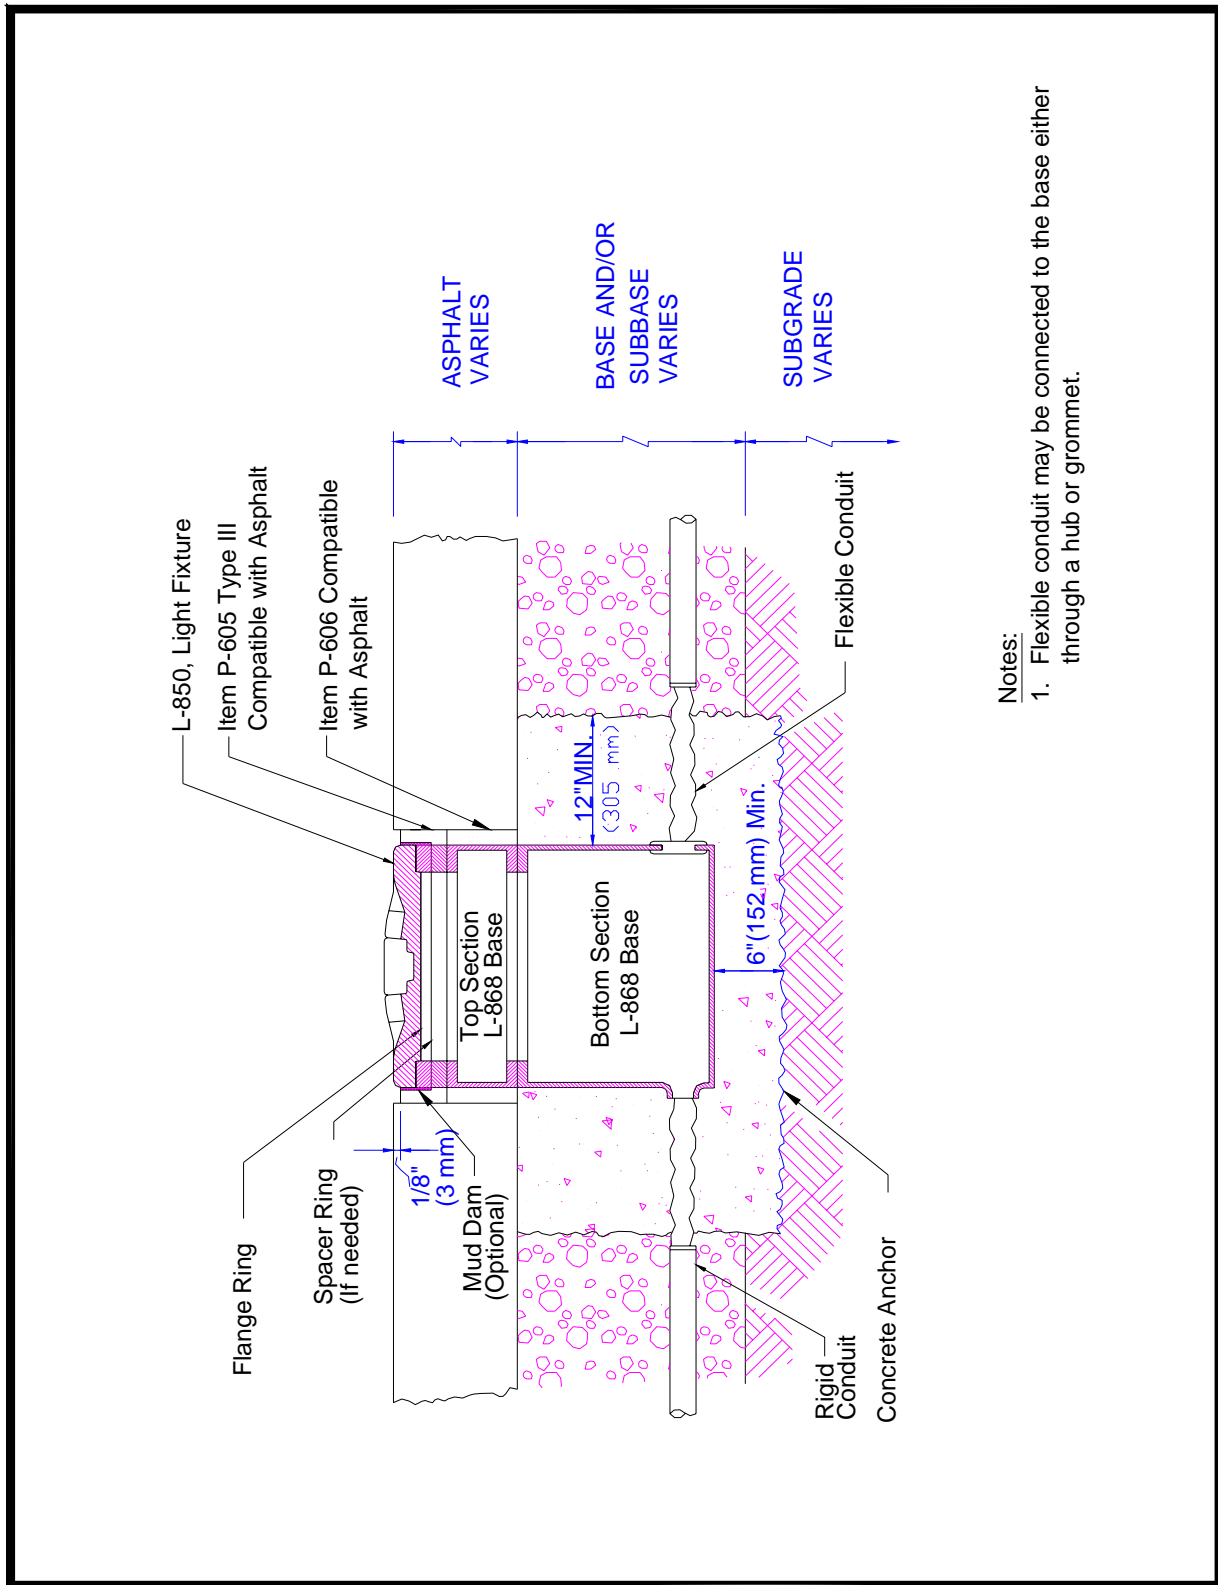 L-850, Light Fixture
Item P-605 Type III
Compatible with Asphalt
Item P-606 Compatible
with Asphalt
Flange Ring
Spacer Ring
(If needed)
1/8"
(3 mm)
Mud Dam
(Optional)
Top Section
L-868 Base
Bottom Section
L-868 Base
12"MIN.
(305 mm)
6"(152 mm) Min.
ASPHALT
VARIES
BASE AND/OR
SUBBASE
VARIES
SUBGRADE
VARIES
Flexible Conduit
Rigid
Conduit
Concrete Anchor
Notes:
1. Flexible conduit may be connected to the base either
through a hub or grommet.